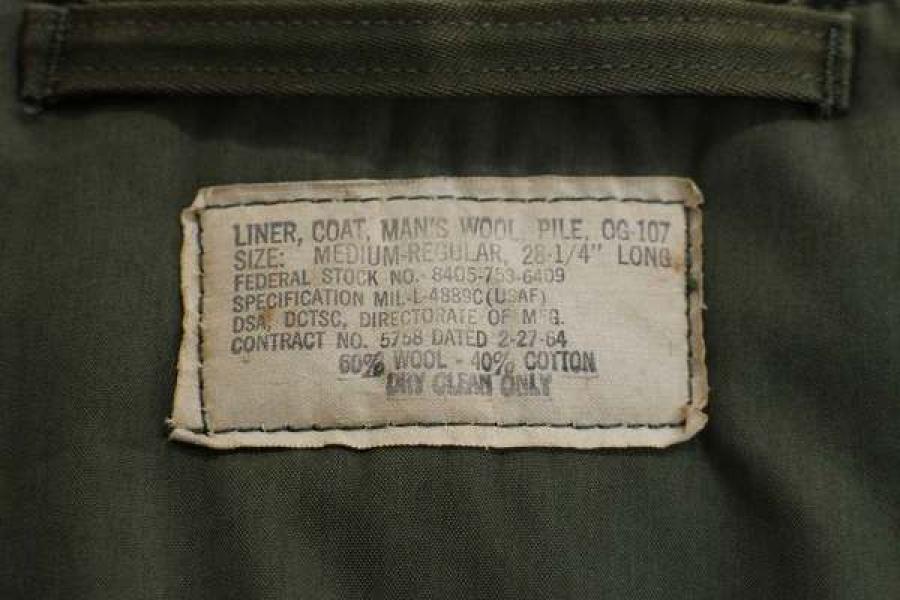 LINER, COAT, MAN'S WOOL, PILE, OG-107
SIZE: MEDIUM-REGULAR, 28-1/4" LONG
FEDERAL STOCK NO.-8405-753-6409
SPECIFICATION MIL-L-4889C(USAF)
DSA, DCTSC, DIRECTORATE OF MFG.
CONTRACT NO. 5758 DATED 2-27-64
60% WOOL - 40% COTTON
DRY CLEAN ONLY